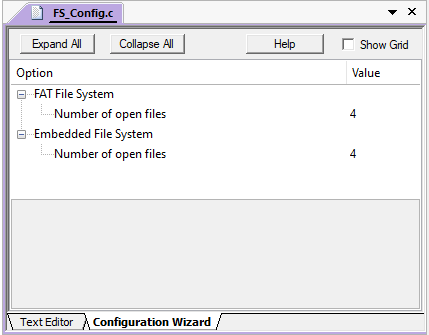 FS_Config.c
Expand All Collapse All Help Show Grid
Option Value
FAT File System
Number of open files 4
Embedded File System
Number of open files 4
Text Editor Configuration Wizard